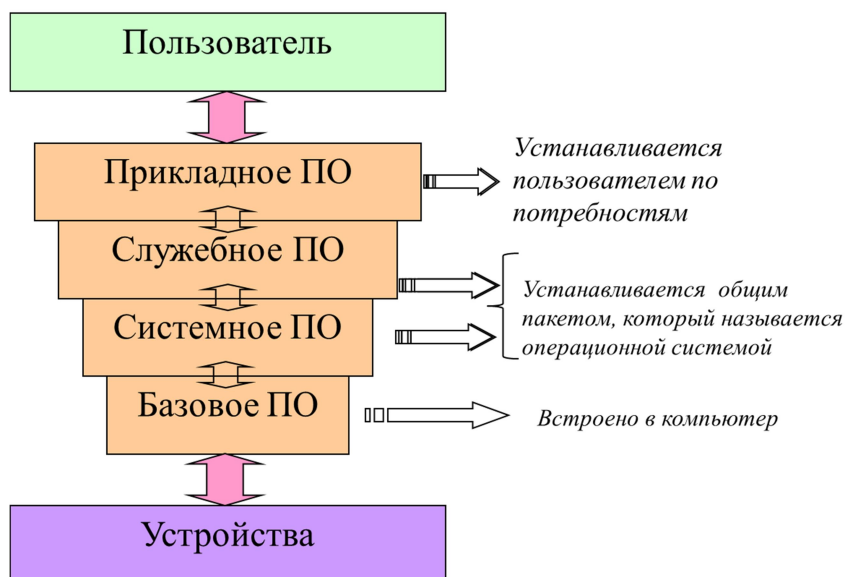 Пользователь
Прикладное ПО
Устанавливается
пользователем по
потребностям
Служебное ПО
Системное ПО
Устанавливается общим
пакетом, который называется
операционной системой
Базовое ПО
Встроено в компьютер
Устройства